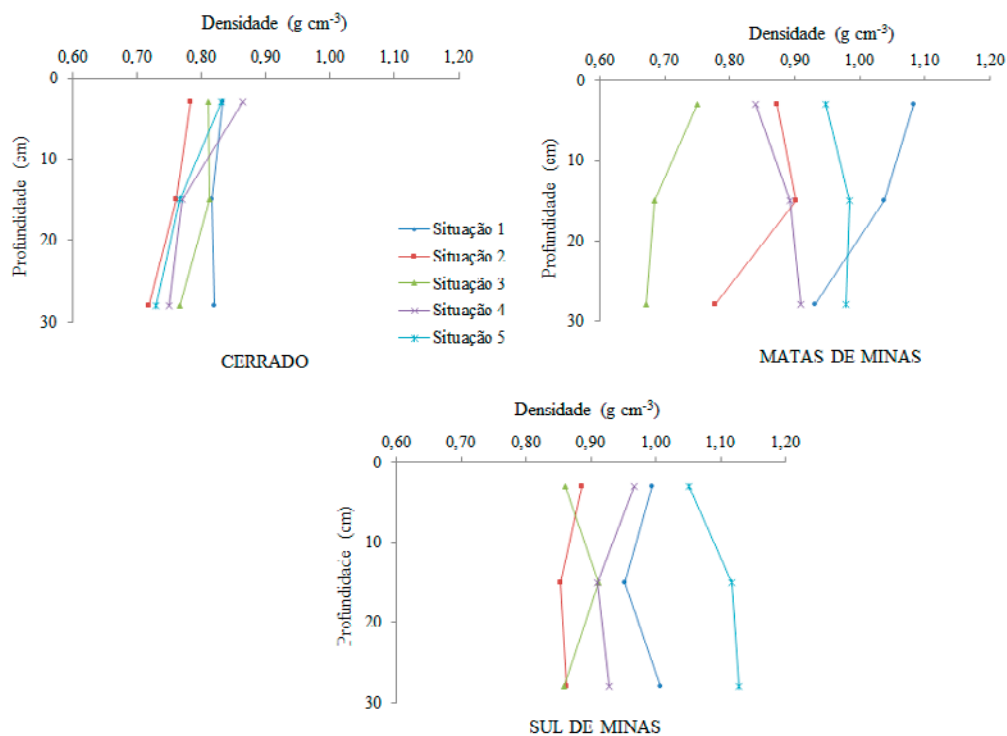 Densidade (g cm-3)
0,60 0,70 0,80 0,90 1,00 1,10 1,20
0
10
20
30
Profundidade (cm)
CERRADO
Situação 1
Situação 2
Situação 3
Situação 4
Situação 5
Densidade (g cm-3)
0,60 0,70 0,80 0,90 1,00 1,10 1,20
0
10
20
30
Profundidade (cm)
MATAS DE MINAS
Densidade (g cm-3)
0,60 0,70 0,80 0,90 1,00 1,10 1,20
0
10
20
30
Profundidade (cm)
SUL DE MINAS